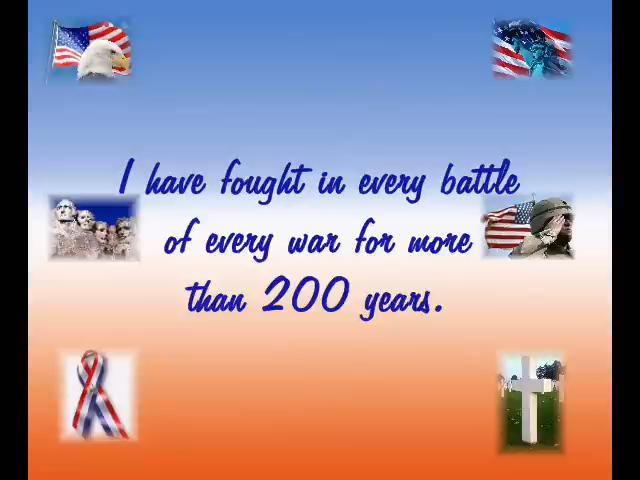 I have fought in every battle
of every war for more
than 200 years.